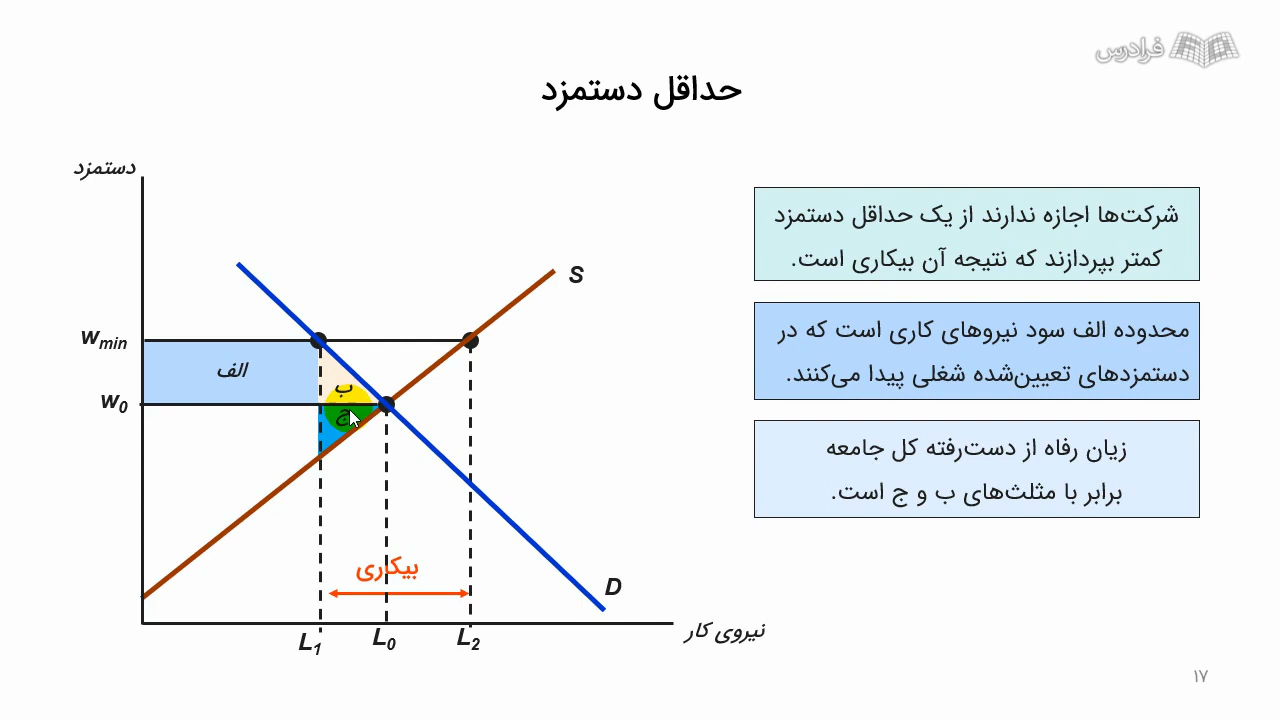 فرادرس
حداقل دستمزد
شرکت‌ها اجازه ندارند از یک حداقل دستمزد
کمتر بپردازند که نتیجه آن بیکاری است.
محدوده الف سود نیروهای کاری است که در
دستمزدهای تعیین‌شده شغلی پیدا می‌کنند.
زیان رفاه از دست‌رفته کل جامعه
برابر با مثلث‌های ب و ج است.
دستمزد
S
wmin
الف
ب
w0
ج
بیکاری
D
نیروی کار
L1
L0
L2
۱۷